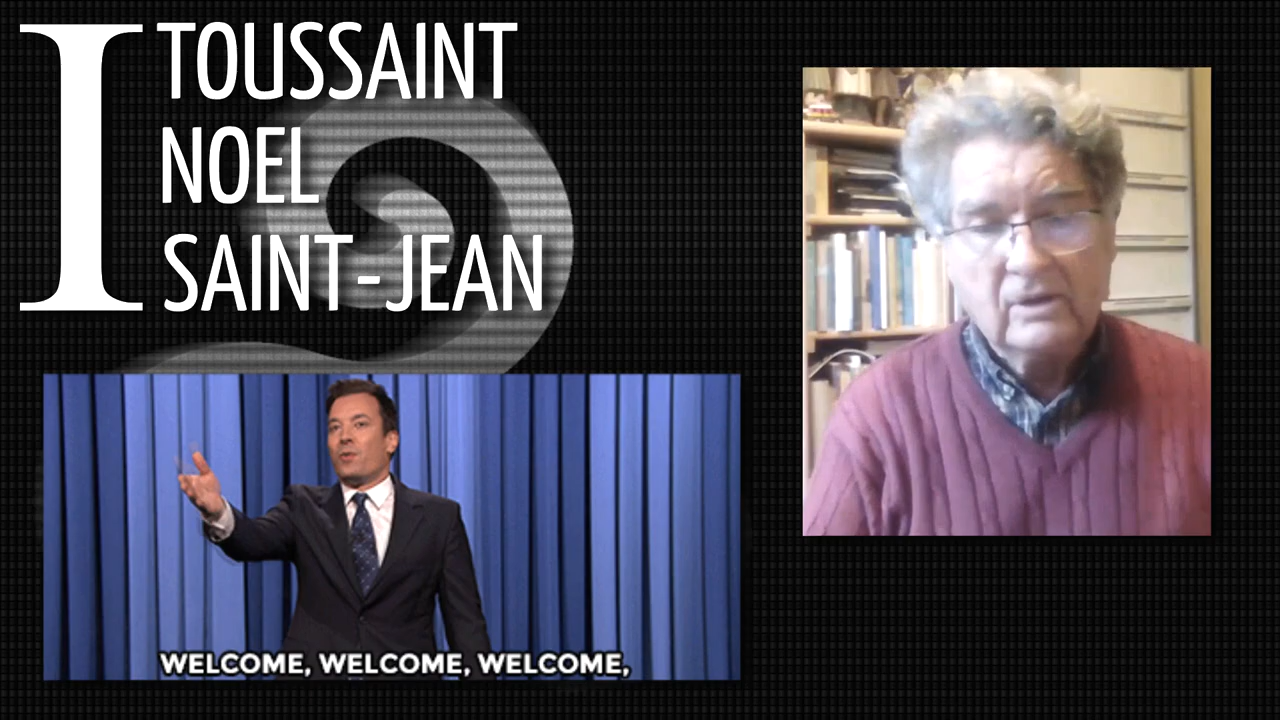 I
TOUSSAINT
NOEL
SAINT-JEAN
WELCOME, WELCOME, WELCOME,